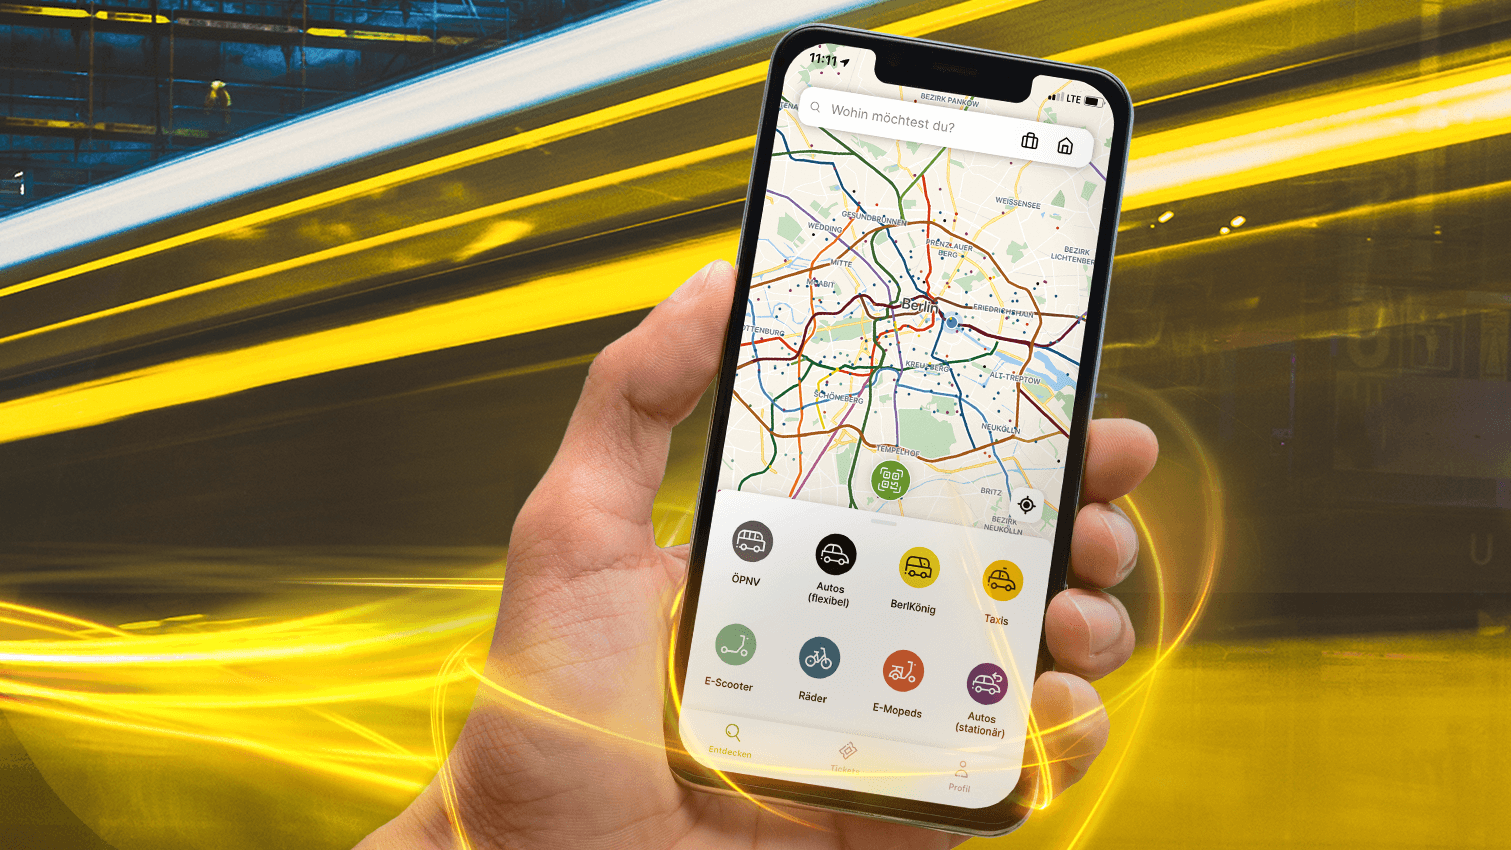 11:11
LTE
BEZIRK PANKOW
Wohin möchtest du?
WEISSENSEE
GESUNDBRUNNEN
WEDDING
PRENZLAUER
BERG
BEZIRK
LICHTENBER
MITTE
MOABIT
Berlin
FRIEDRICHSHAIN
OTTENBURG
KREUZBERG
ALT-TREPTOW
SCHÖNEBERG
NEUKÖLLN
TEMPELHOF
BRITZ
BEZIRK
NEUKÖLLN
ÖPNV
Autos
(flexibel)
BerlKönig
Taxis
E-Scooter
Räder
E-Mopeds
Autos
(stationär)
Entdecken
Tickets
Profil